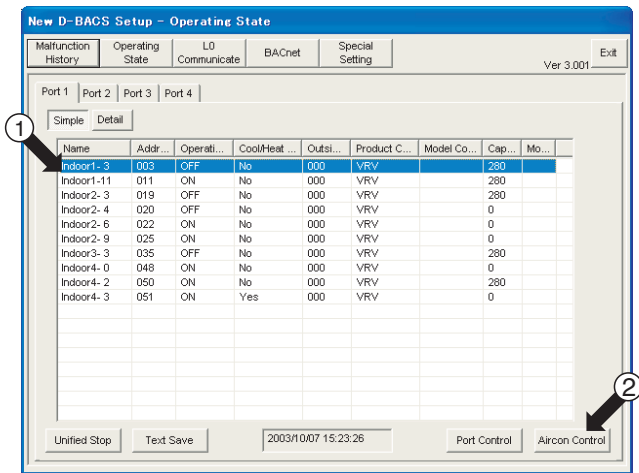 New D-BACS Setup - Operating State
Malfunction History Operating State L0 Communicate BACnet Special Setting Ver 3.001 Exit
Port 1 Port 2 Port 3 Port 4
Simple Detail
1
Name Addr... Operati... Cool/Heat ... Outsi... Product C... Model Co... Cap... Mo...
Indoor1- 3 003 OFF No 000 VRV 280
Indoor1-11 011 ON No 000 VRV 280
Indoor2- 3 019 OFF No 000 VRV 280
Indoor2- 4 020 OFF No 000 VRV 0
Indoor2- 6 022 ON No 000 VRV 0
Indoor2- 9 025 ON No 000 VRV 0
Indoor3- 3 035 OFF No 000 VRV 280
Indoor4- 0 048 ON No 000 VRV 0
Indoor4- 2 050 ON No 000 VRV 280
Indoor4- 3 051 ON Yes 000 VRV 0
2
Unified Stop Text Save 2003/10/07 15:23:26 Port Control Aircon Control